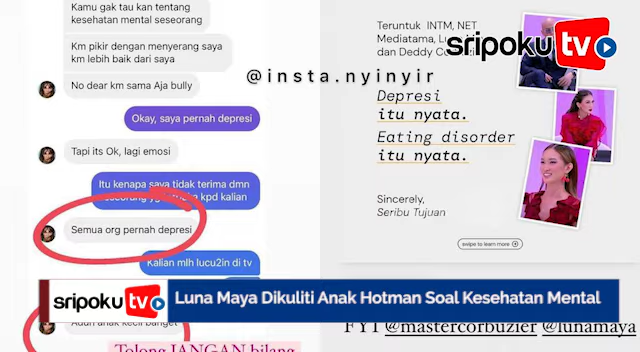 Kamu gak tau kan tentang
kesehatan mental seseorang
Km pikir dengan menyerang saya
km lebih baik dari saya
No dear km sama Aja bully
Okay, saya pernah depresi
Tapi its Ok, lagi emosi
Itu kenapa saya tidak terima dmn
kpd kalian
Semua org pernah depresi
Kalian mlh lucu2in di tv
Aduh anak kecil banget
Tolong JANGAN bilang
Teruntuk INTM, NET
Mediatama,
dan Deddy
sripoku tv
@insta.nyinyir
Depresi
itu nyata.
Eating disorder
itu nyata.
Sincerely,
Seribu Tujuan
swipe to learn more
sripoku tv
Luna Maya Dikuliti Anak Hotman Soal Kesehatan Mental
FYI @mastercorbuzier @lunamaya